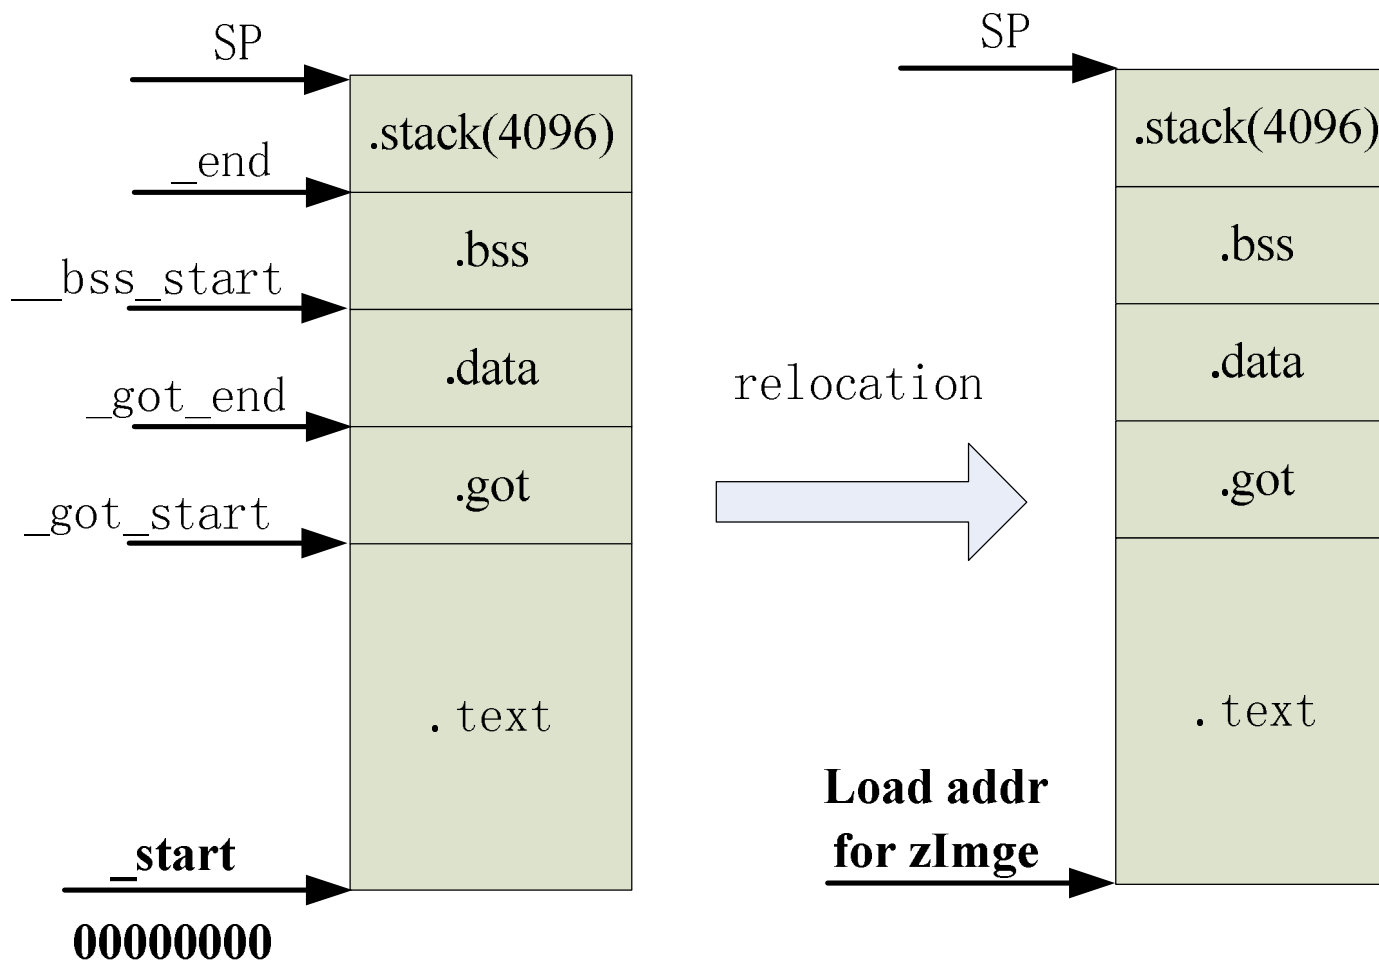 SP
.stack(4096)
_end
.bss
__bss_start
.data
_got_end
.got
_got_start
.text
_start
00000000
relocation
SP
.stack(4096)
.bss
.data
.got
.text
Load addr
for zImge